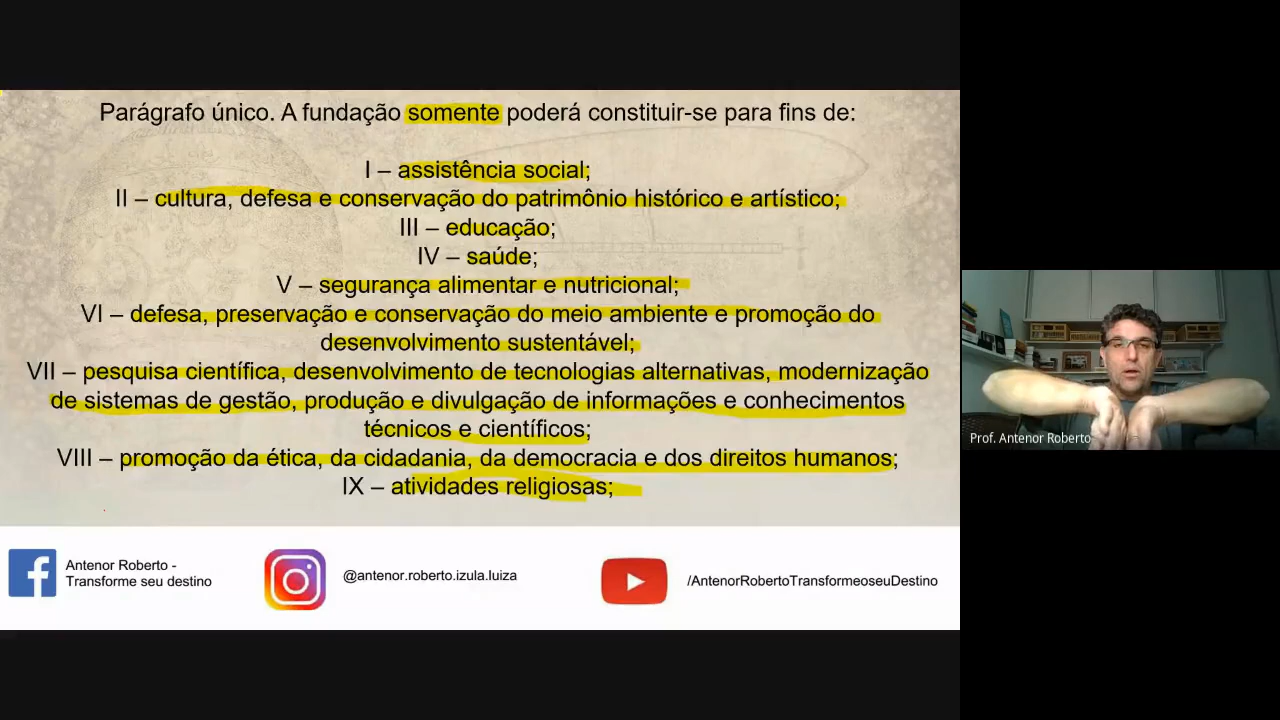 Parágrafo único. A fundação somente poderá constituir-se para fins de:
I – assistência social;
II – cultura, defesa e conservação do patrimônio histórico e artístico;
III – educação;
IV – saúde;
V – segurança alimentar e nutricional;
VI – defesa, preservação e conservação do meio ambiente e promoção do
desenvolvimento sustentável;
VII – pesquisa científica, desenvolvimento de tecnologias alternativas, modernização
de sistemas de gestão, produção e divulgação de informações e conhecimentos
técnicos e científicos;
VIII – promoção da ética, da cidadania, da democracia e dos direitos humanos;
IX – atividades religiosas;
Prof. Antenor Roberto
Antenor Roberto -
Transforme seu destino
@antenor.roberto.izula.luiza
/AntenorRobertoTransformeoseuDestino